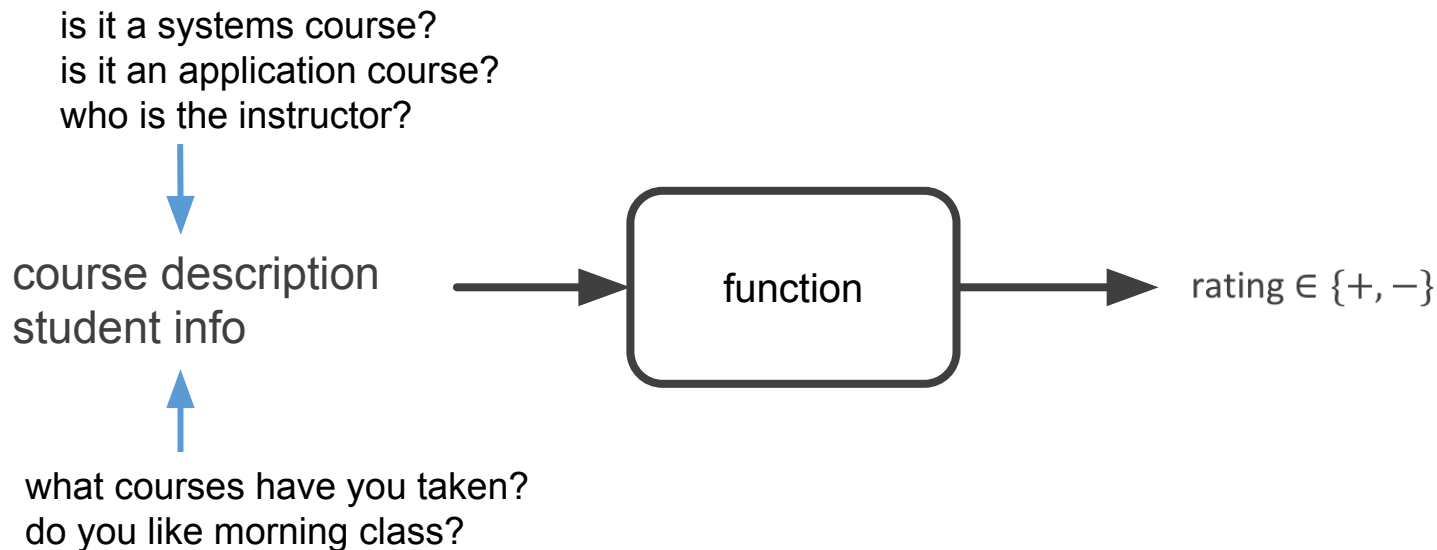 is it a systems course?
is it an application course?
who is the instructor?
course description
student info
function
rating ∈ {+, −}
what courses have you taken?
do you like morning class?